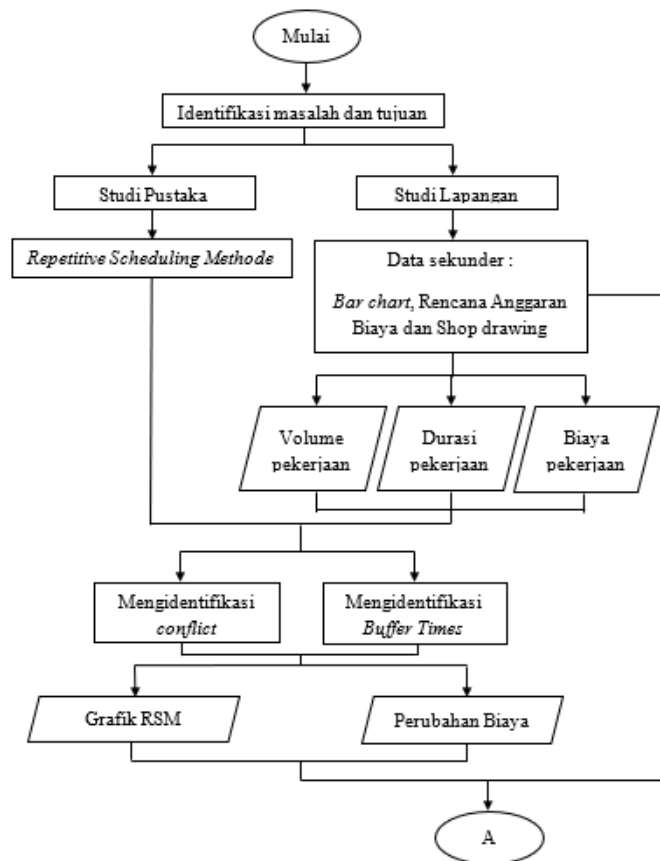 Mulai
Identifikasi masalah dan tujuan
Studi Pustaka
Studi Lapangan
Repetitive Scheduling Methode
Data sekunder :
Bar chart, Rencana Anggaran
Biaya dan Shop drawing
Volume
pekerjaan
Durasi
pekerjaan
Biaya
pekerjaan
Mengidentifikasi
conflict
Mengidentifikasi
Buffer Times
Grafik RSM
Perubahan Biaya
A